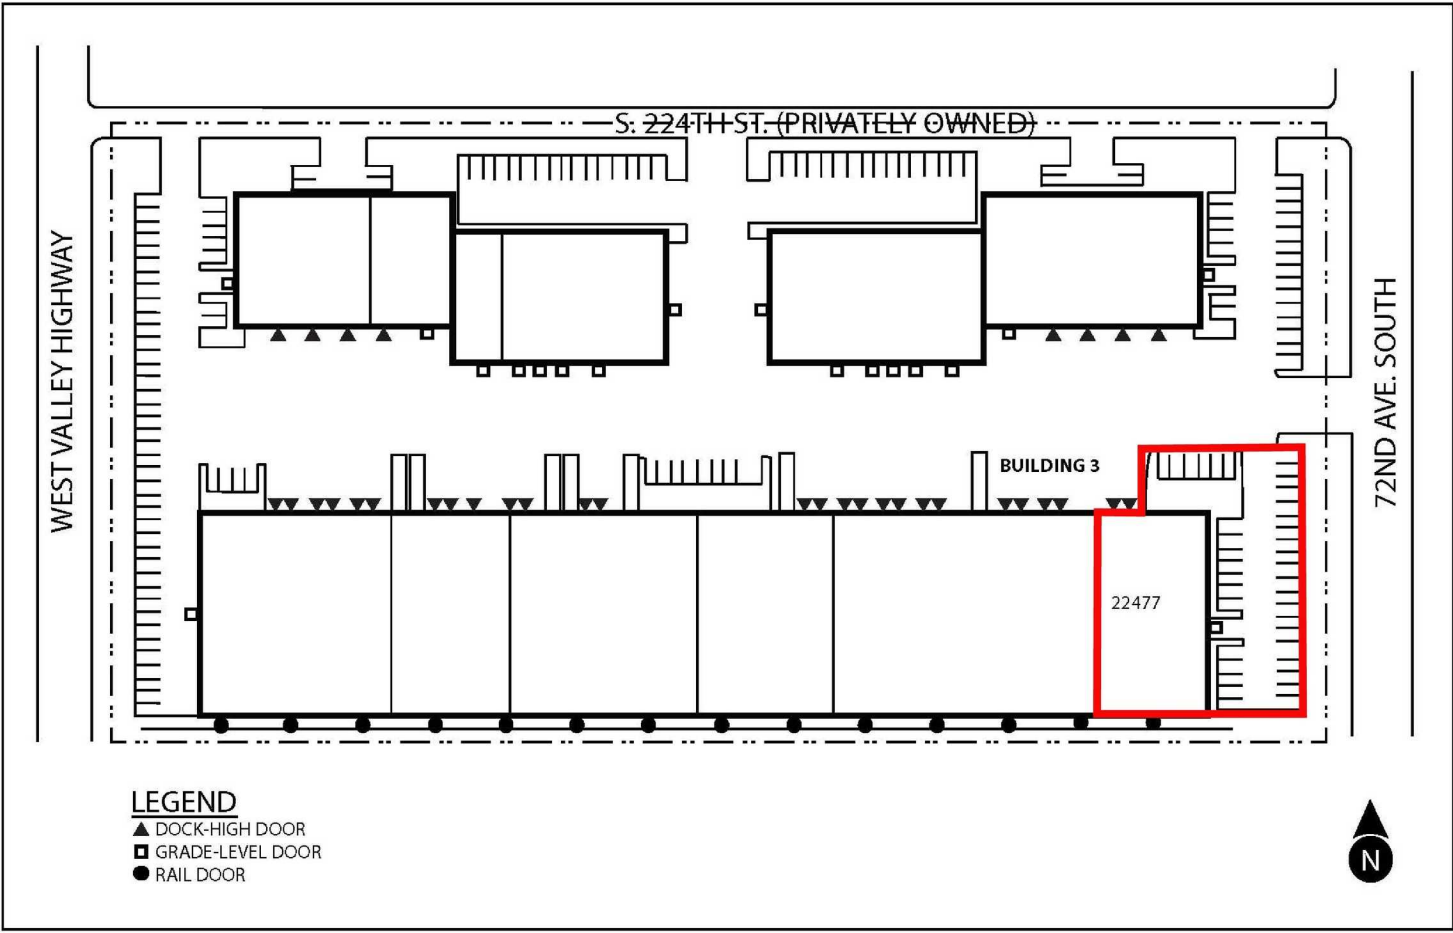 S. 224TH ST. (PRIVATELY OWNED)
WEST VALLEY HIGHWAY
72ND AVE. SOUTH
BUILDING 3
22477
LEGEND
DOCK-HIGH DOOR
GRADE-LEVEL DOOR
RAIL DOOR
N